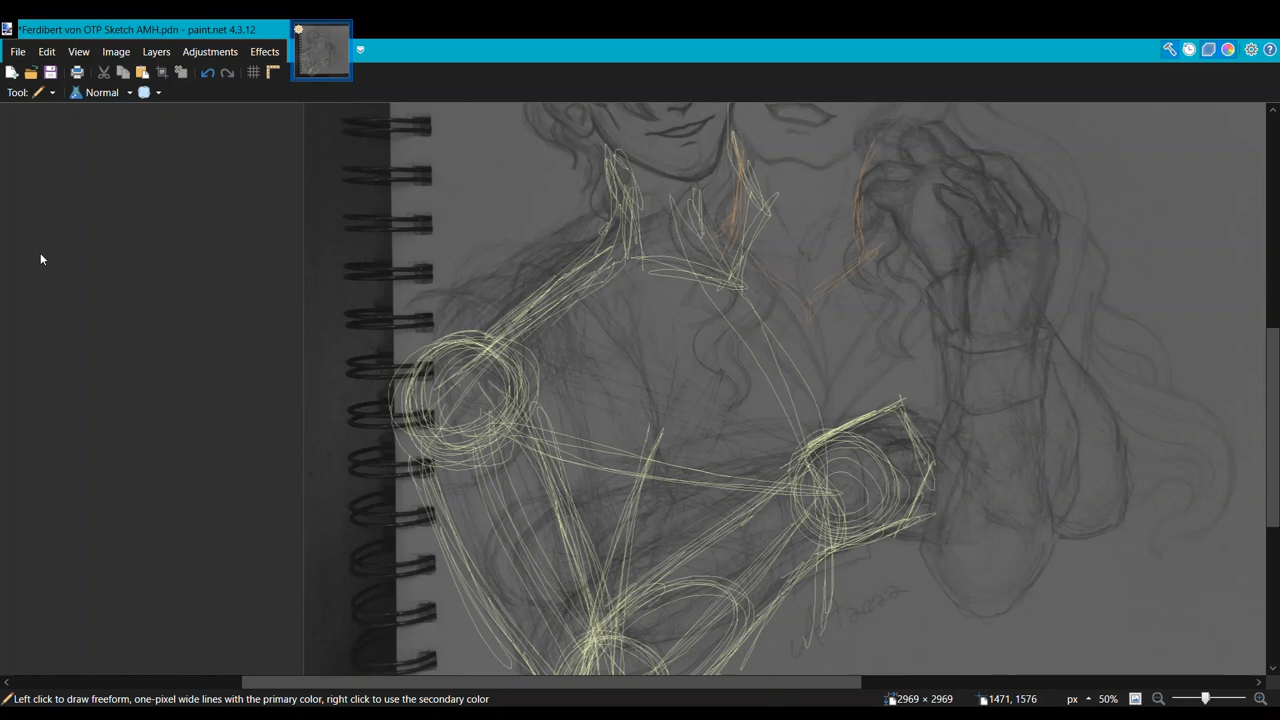 *Ferdibert von OTP Sketch AMH.pdn - paint.net 4.3.12
File Edit View Image Layers Adjustments Effects
Tool: Normal
Left click to draw freeform, one-pixel wide lines with the primary color, right click to use the secondary color 2969 × 2969 1471, 1576 px 50%